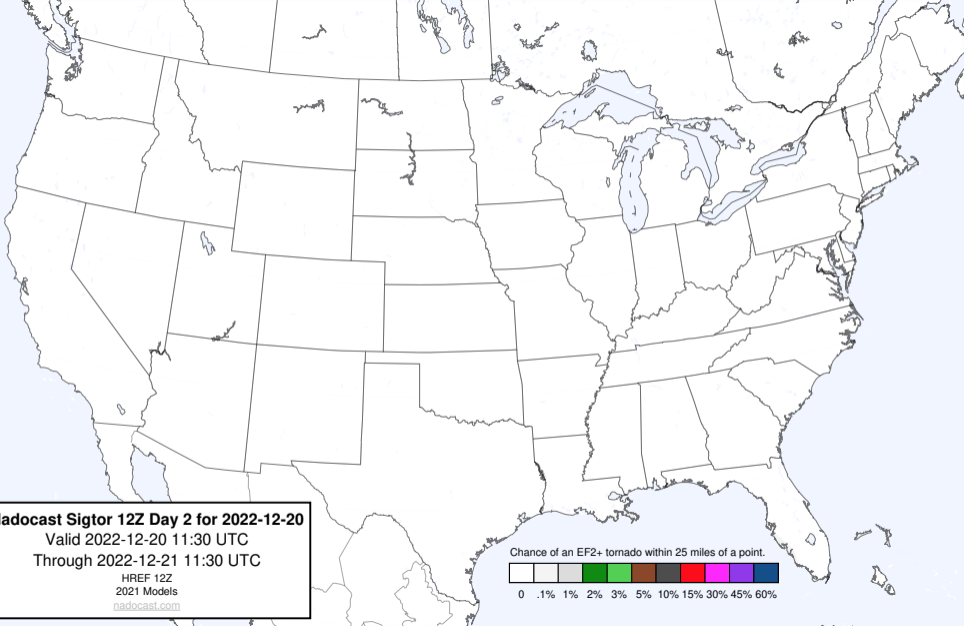 adocast Sigtor 12Z Day 2 for 2022-12-20
Valid 2022-12-20 11:30 UTC
Through 2022-12-21 11:30 UTC
HREF 12Z
2021 Models
nadocast.com
Chance of an EF2+ tornado within 25 miles of a point.
0 .1% 1% 2% 3% 5% 10% 15% 30% 45% 60%